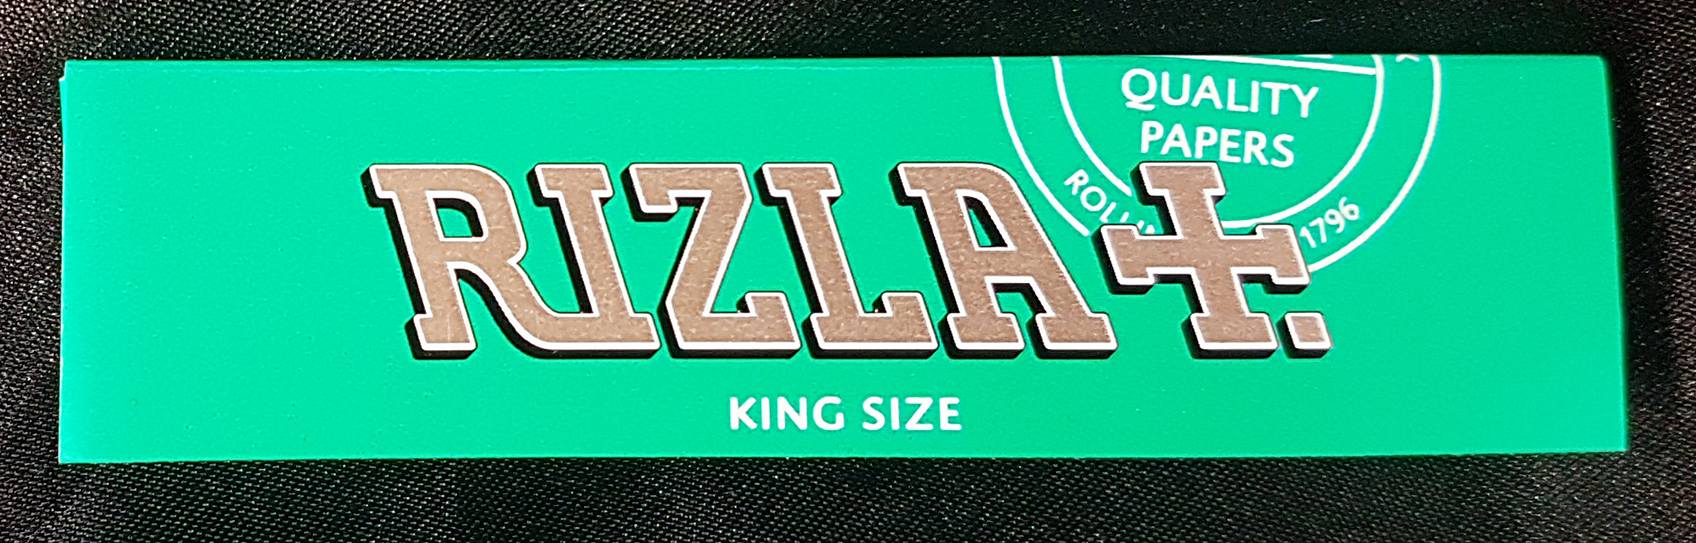 QUALITY
PAPERS
1796
RIZLA+.
KING SIZE